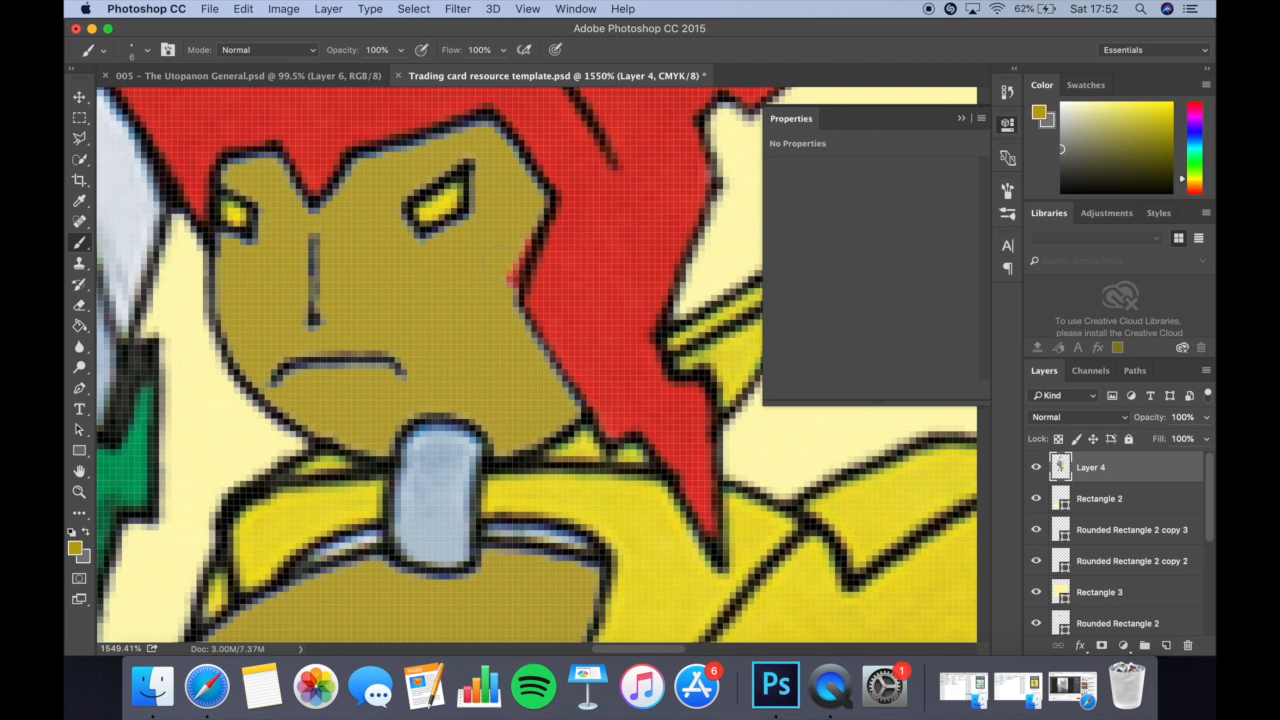 Photoshop CC File Edit Image Layer Type Select Filter 3D View Window Help 62% Sat 17:52
Adobe Photoshop CC 2015
6 Mode: Normal Opacity: 100% Flow: 100% Essentials
× 005 - The Utopanon General.psd @ 99.5% (Layer 6, RGB/8) × Trading card resource template.psd @ 1550% (Layer 4, CMYK/8) *
Color Swatches
Properties
No Properties
Libraries Adjustments Styles
Search Adobe Stock
To use Creative Cloud Libraries,
please install the Creative Cloud
Layers Channels Paths
Kind
Normal Opacity: 100%
Lock: Fill: 100%
Layer 4
Rectangle 2
Rounded Rectangle 2 copy 3
Rounded Rectangle 2 copy 2
Rectangle 3
Rounded Rectangle 2
1549.41% Doc: 3.00M/7.37M
6
Ps
1